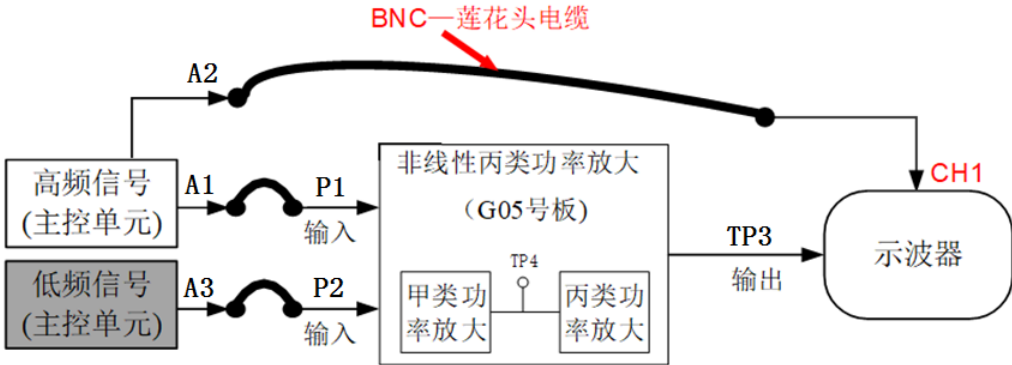 BNC—莲花头电缆
A2
CH1
高频信号
(主控单元)
A1
P1
输入
非线性丙类功率放大
（G05号板)
TP4
甲类功
率放大
丙类功
率放大
TP3
输出
示波器
低频信号
(主控单元)
A3
P2
输入